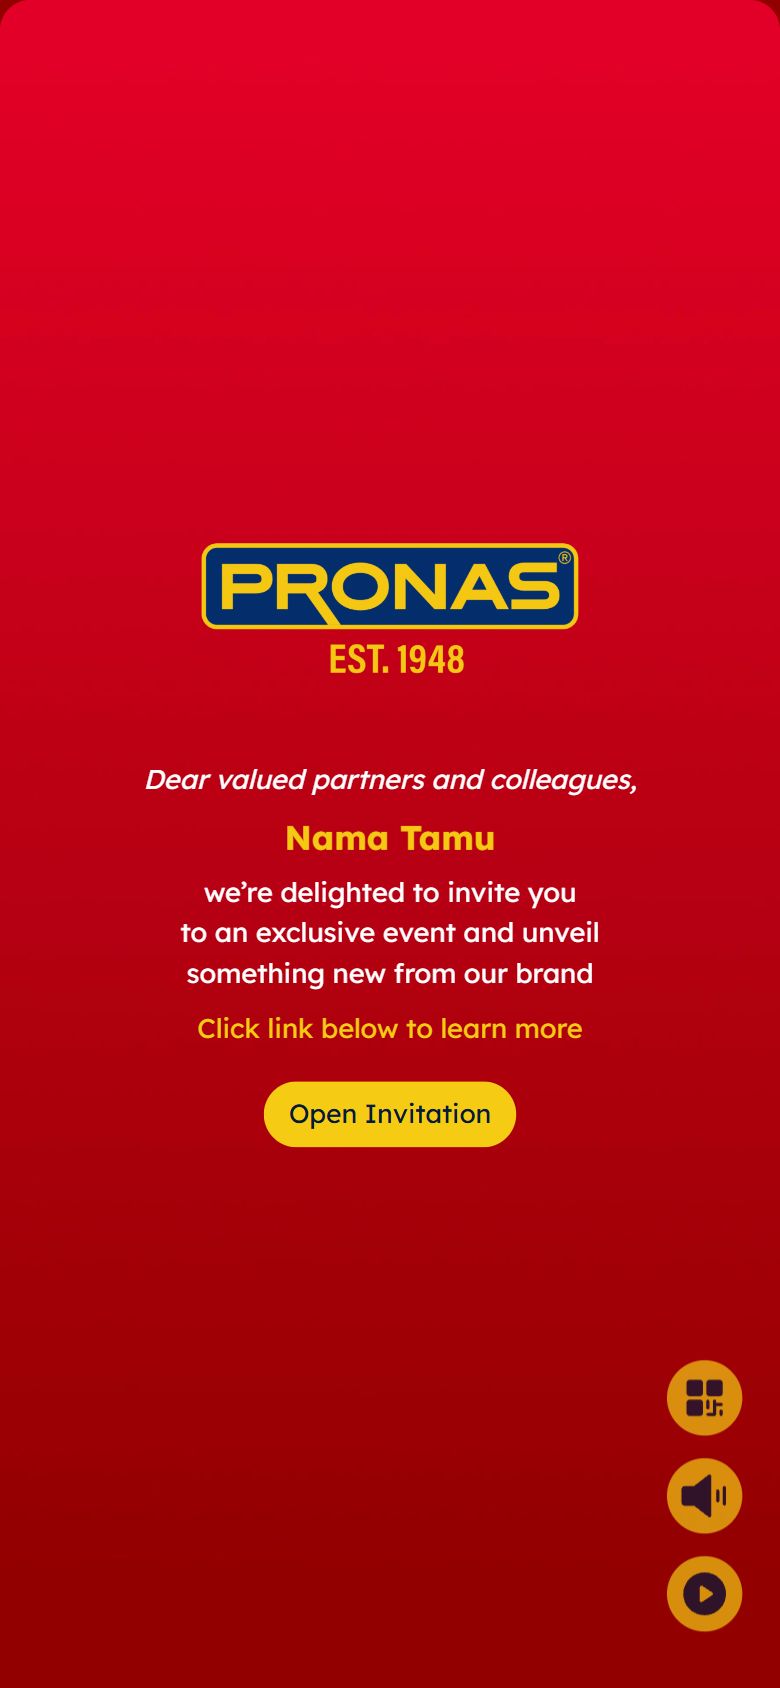 PRONAS®
EST. 1948
Dear valued partners and colleagues,
Nama Tamu
we’re delighted to invite you
to an exclusive event and unveil
something new from our brand
Click link below to learn more
Open Invitation